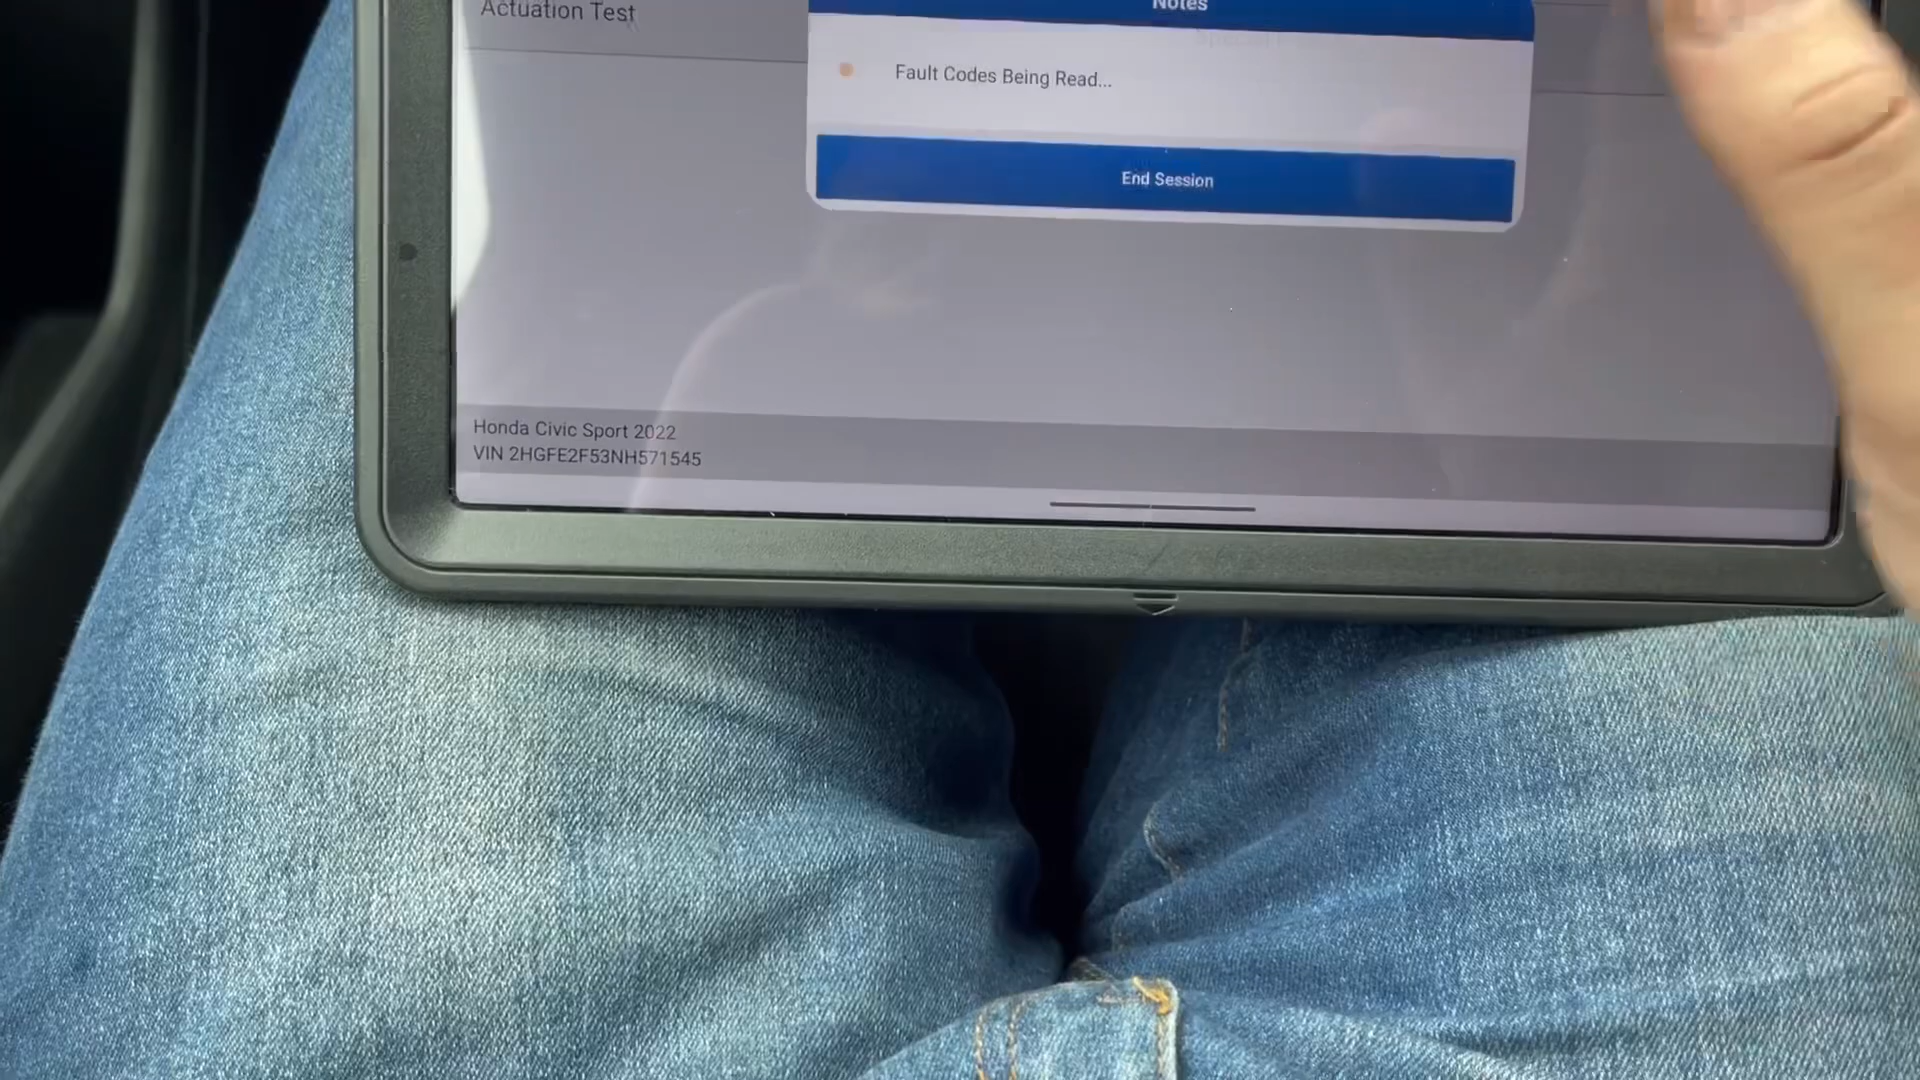 Actuation Test
Notes
Fault Codes Being Read...
End Session
Honda Civic Sport 2022
VIN 2HGFE2F53NH571545